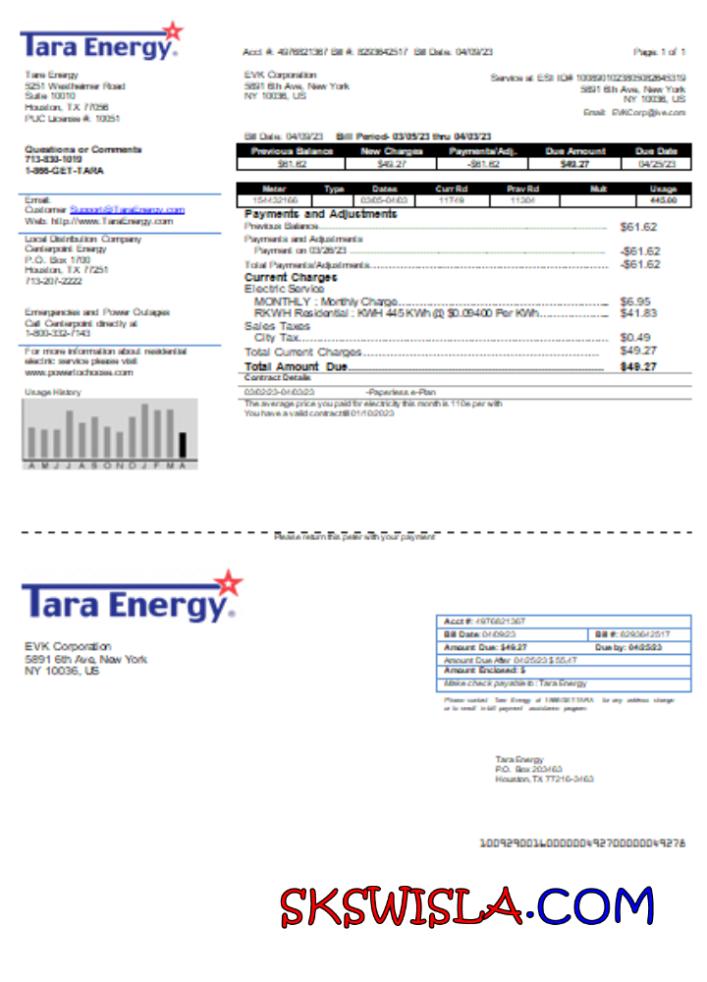 Tara Energy
Acct #: 4976821367 Bill #: 8293642517 Bill Date: 04/09/23
Page: 1 of 1
Tare Energy
5251 Westheimer Road
Suite 10010
Houston, TX 77056
PUC License #: 10051
EVK Corporation
5891 6th Ave, New York
NY 10036, US
Service at ESI ID#
5891 6th Ave, New York
NY 10036, US
Email: EVKCorp@live.com
Questions or Comments
713-830-1019
1-866-GET-TARA
Email:
Customer Support@TaraEnergy.com
Web: http://www.TaraEnergy.com
Local Distribution Company
Centerpoint Energy
P.O. Box 1700
Houston, TX 77251
713-207-2222
Emergencies and Power Outages
Call Centerpoint directly at
1-800-332-7143
For more information about residential
electric service please visit
www.powertochoose.com
Usage History
A M J J A S O N D J F M A
Bill Date: 04/09/23 Bill Period- 03/05/23 thru 04/03/23
Previous Balance New Charges Payments/Adj. Due Amount Due Date
$61.62 $49.27 -$61.62 $49.27 04/25/23
Meter Type Dates Curr Rd Prev Rd Mult Usage
154432166 03/05-04/03 11749 11304 445.00
Payments and Adjustments
Previous Balance $61.62
Payments and Adjustments
Payment on 03/26/23 -$61.62
Total Payments/Adjustments -$61.62
Current Charges
Electric Service
MONTHLY : Monthly Charge $6.95
RKWH Residential : KWH 445 KWh @ $0.09400 Per KWh $41.83
Sales Taxes
City Tax $0.49
Total Current Charges $49.27
Total Amount Due $49.27
Contract Details
03/02/23-04/03/23 -Paperless e-Plan
The average price you paid for electricity this month is 110¢ per with
You have a valid contract till 01/10/2023
Please return this peter with your payment
Tara Energy
EVK Corporation
5891 6th Ave, New York
NY 10036, US
Acct #: 4976821367
Bill Date: 04/09/23 Bill #: 8293642517
Amount Due: $49.27 Due by: 04/25/23
Amount Due After 04/25/23 $ 55.47
Amount Enclosed: $
Make check payable to : Tara Energy
Please contact Tara Energy at 1866GETTARA for any address change
or to enroll in bill payment assistance program
Tara Energy
P.O. Box 203463
Houston, TX 77216-3463
SKSWISLA.COM